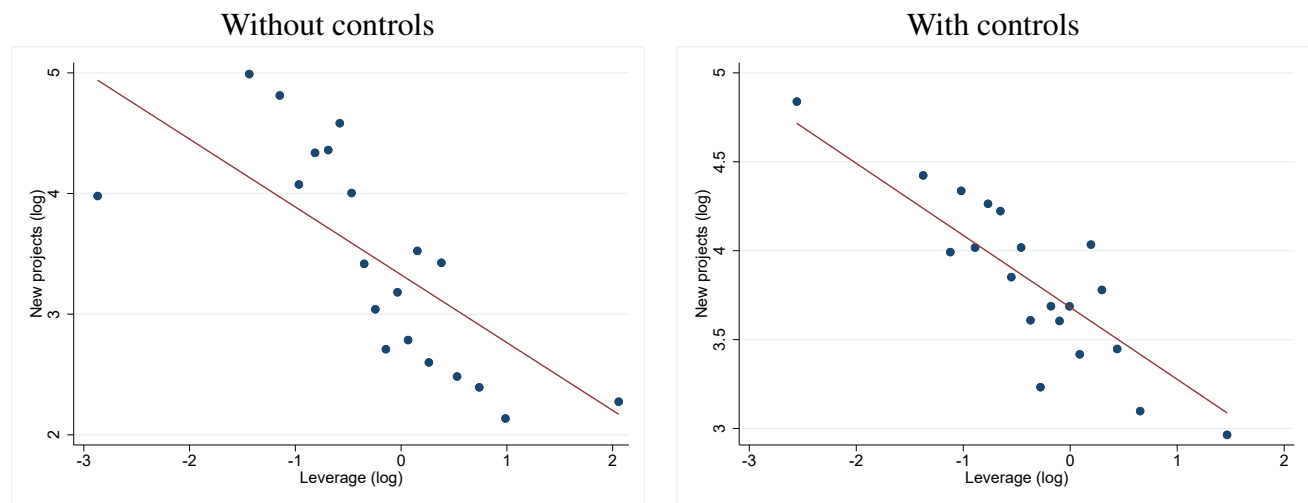 Without controls
5
4
3
2
New projects (log)
-3 -2 -1 0 1 2
Leverage (log)
With controls
5
4.5
4
3.5
3
New projects (log)
-3 -2 -1 0 1 2
Leverage (log)